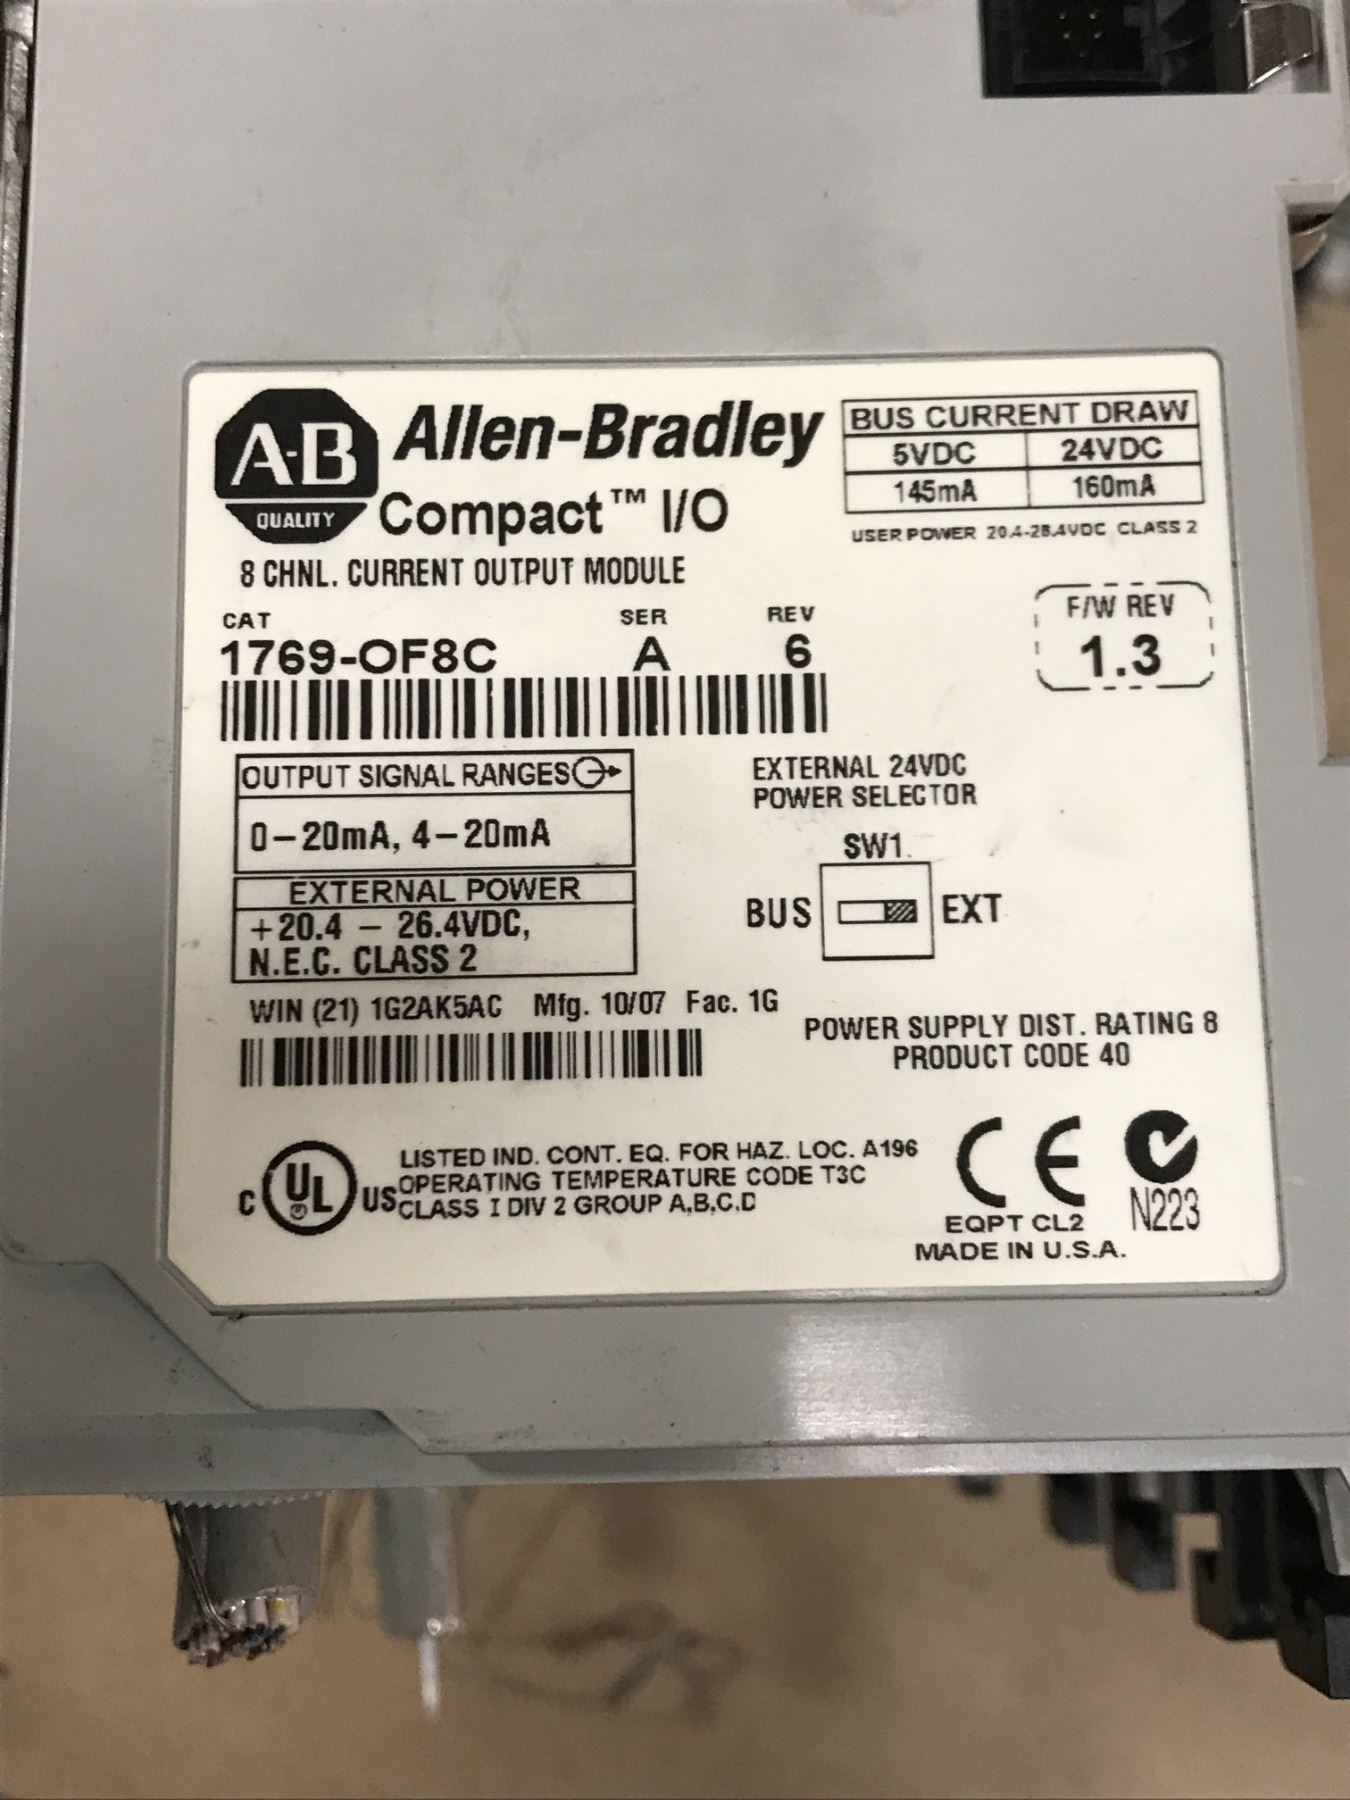 A-B
QUALITY
Allen-Bradley
Compact™ I/O
8 CHNL. CURRENT OUTPUT MODULE
BUS CURRENT DRAW
5VDC 24VDC
145mA 160mA
USER POWER 20.4-28.4VDC CLASS 2
CAT SER REV
1769-OF8C A 6
F/W REV
1.3
OUTPUT SIGNAL RANGES
0-20mA, 4-20mA
EXTERNAL POWER
+20.4 - 26.4VDC,
N.E.C. CLASS 2
EXTERNAL 24VDC
POWER SELECTOR
SW1
BUS EXT
WIN (21) 1G2AK5AC Mfg. 10/07 Fac. 1G
POWER SUPPLY DIST. RATING 8
PRODUCT CODE 40
C UL US
LISTED IND. CONT. EQ. FOR HAZ. LOC. A196
OPERATING TEMPERATURE CODE T3C
CLASS I DIV 2 GROUP A,B,C,D
CE
EQPT CL2
N223
MADE IN U.S.A.